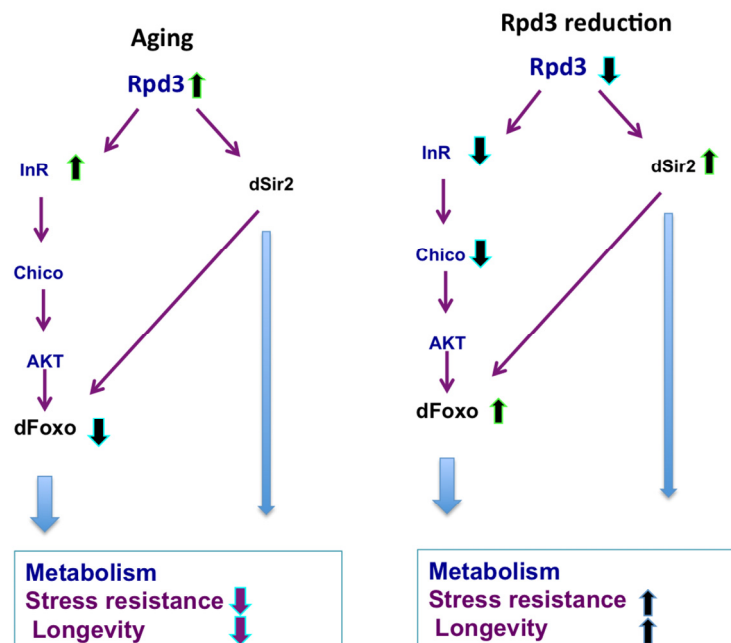 Aging
Rpd3
InR
dSir2
Chico
AKT
dFoxo
Metabolism
Stress resistance
Longevity
Rpd3 reduction
Rpd3
InR
dSir2
Chico
AKT
dFoxo
Metabolism
Stress resistance
Longevity